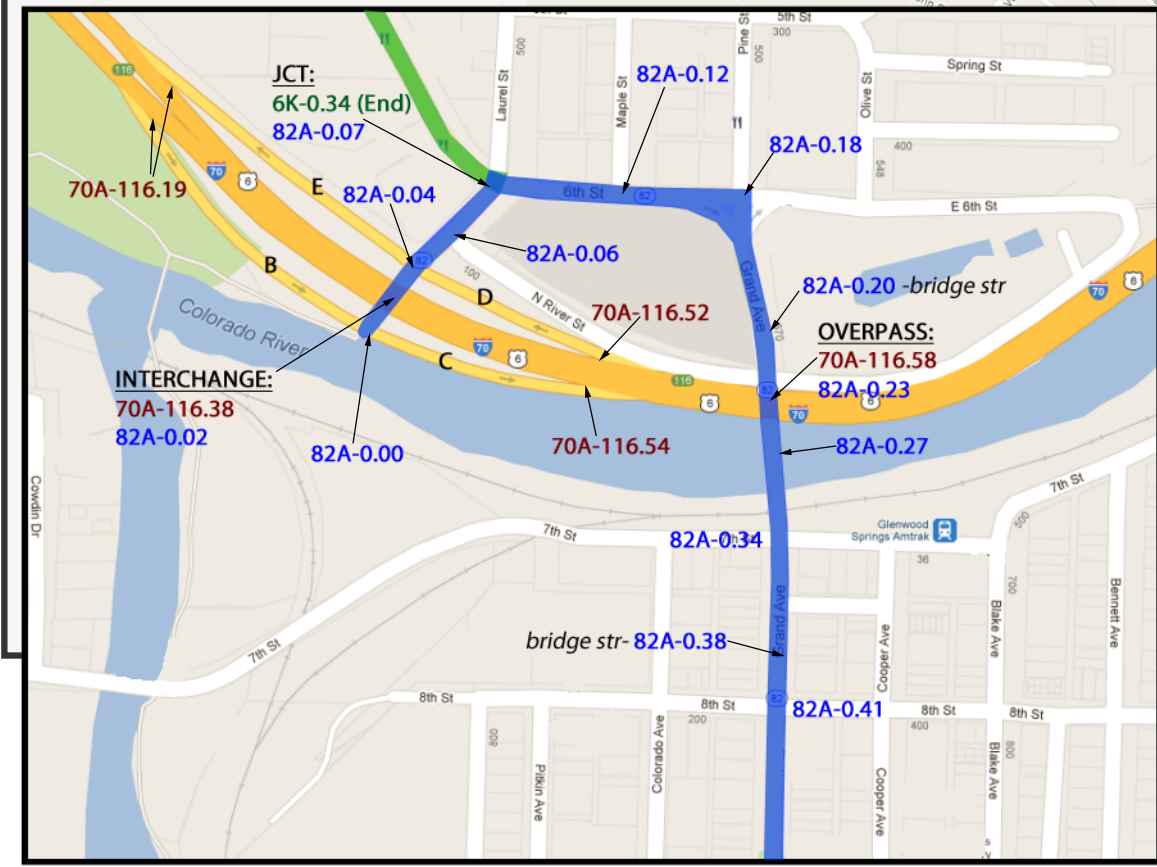 5th St
300
Pine St
500
Laurel St
500
Maple St
Olive St
Spring St
82A-0.12
JCT:
6K-0.34 (End)
82A-0.07
116
82A-0.18
400
548
70
6
70A-116.19
E
82A-0.04
6th St
82
E 6th St
82
82A-0.06
B
100
D
N River St
Grand Ave
82A-0.20 -bridge str
70
6
Colorado River
70A-116.52
OVERPASS:
70A-116.58
82A-0.23
70
6
C
116
82
6
70
6
INTERCHANGE:
70A-116.38
82A-0.02
82A-0.00
70A-116.54
82A-0.27
Cowdin Dr
7th St
500
7th St
82A-0.34
7th St
Glenwood
Springs Amtrak
36
700
Blake Ave
Bennett Ave
Grand Ave
bridge str- 82A-0.38
Cooper Ave
7th St
8th St
8th St
200
82
82A-0.41
8th St
400
8th St
800
Pitkin Ave
Colorado Ave
Cooper Ave
Blake Ave
800